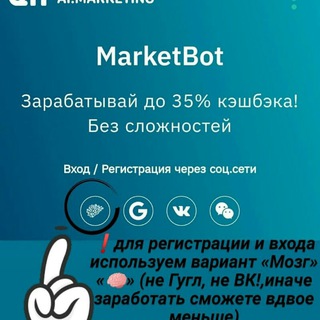 AI.MARKETING
MarketBot
Зарабатывай до 35% кэшбэка!
Без сложностей
Вход / Регистрация через соц.сети
❗для регистрации и входа
используем вариант «Мозг»
«🧠» (не Гугл, не ВК!,иначе
заработать сможете вдвое
меньше)